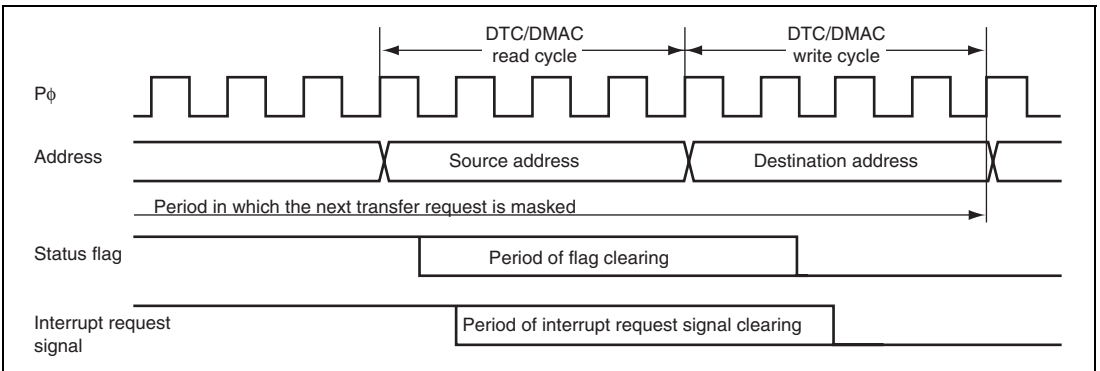 DTC/DMAC
read cycle
DTC/DMAC
write cycle
Pϕ
Address
Source address
Destination address
Period in which the next transfer request is masked
Status flag
Period of flag clearing
Interrupt request
signal
Period of interrupt request signal clearing